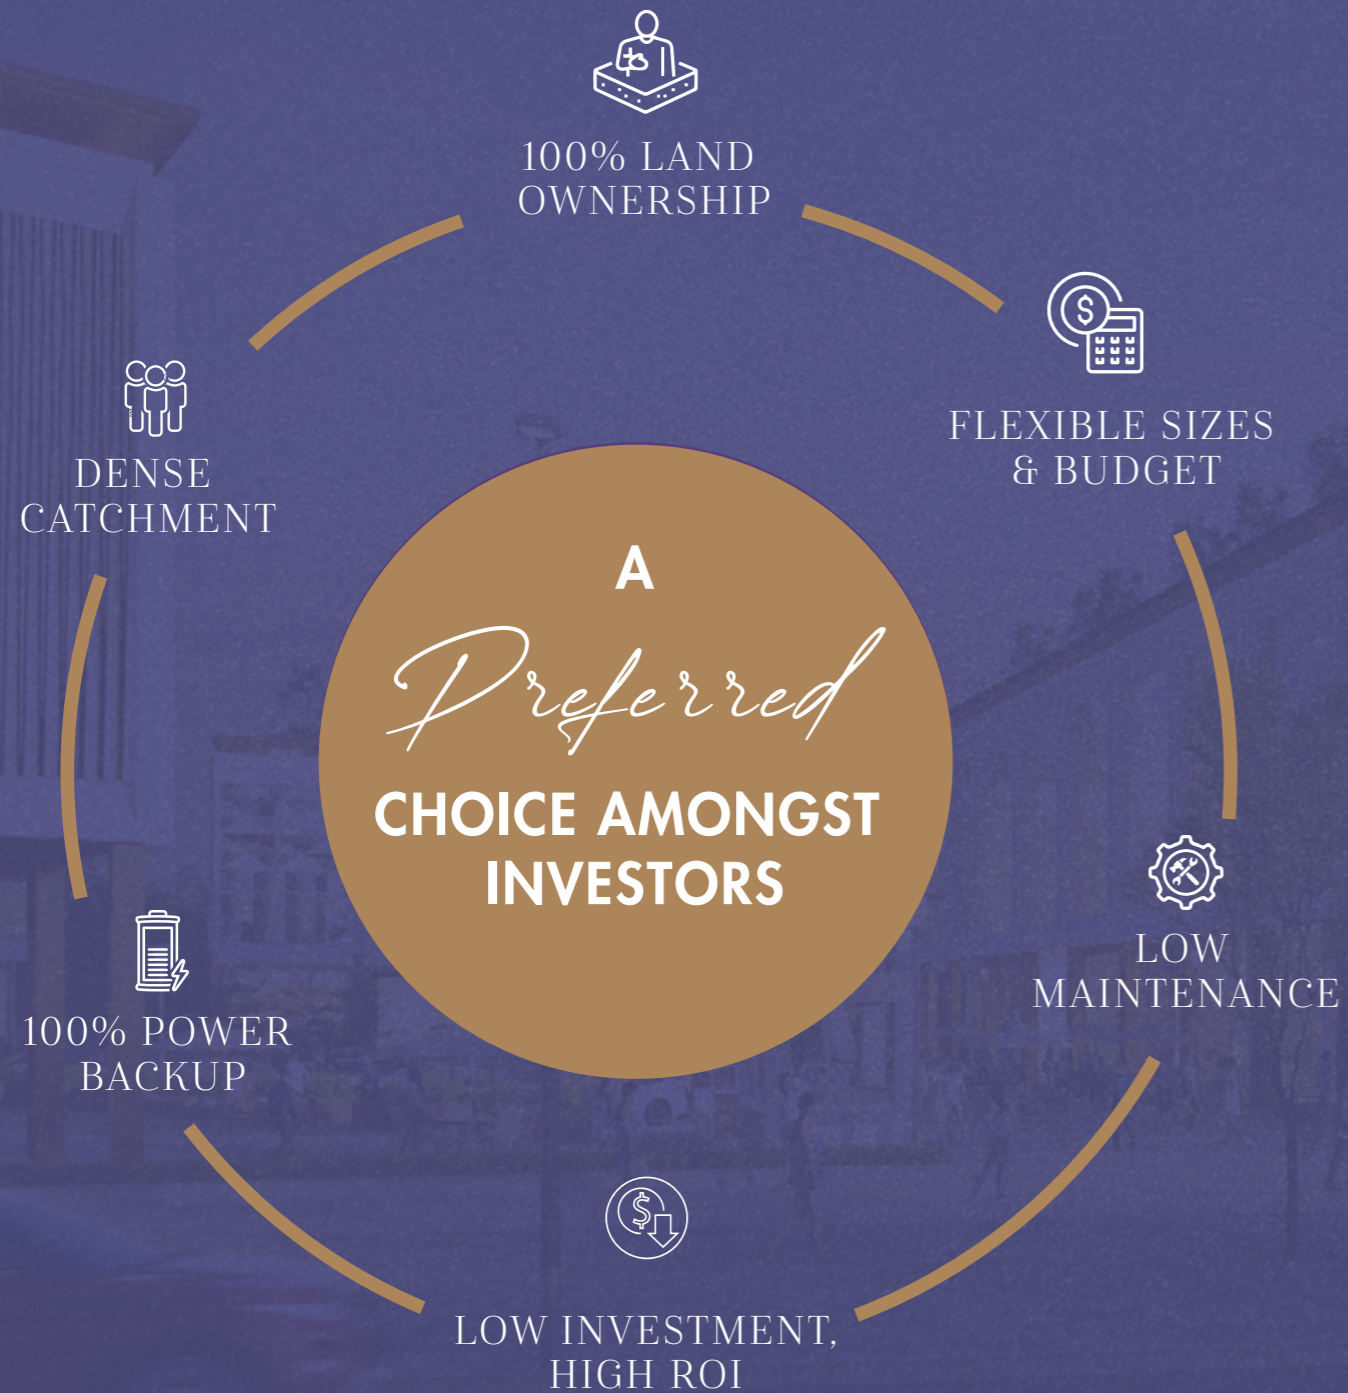 100% LAND
OWNERSHIP
FLEXIBLE SIZES
& BUDGET
DENSE
CATCHMENT
A
Preferred
CHOICE AMONGST
INVESTORS
LOW
MAINTENANCE
100% POWER
BACKUP
LOW INVESTMENT,
HIGH ROI